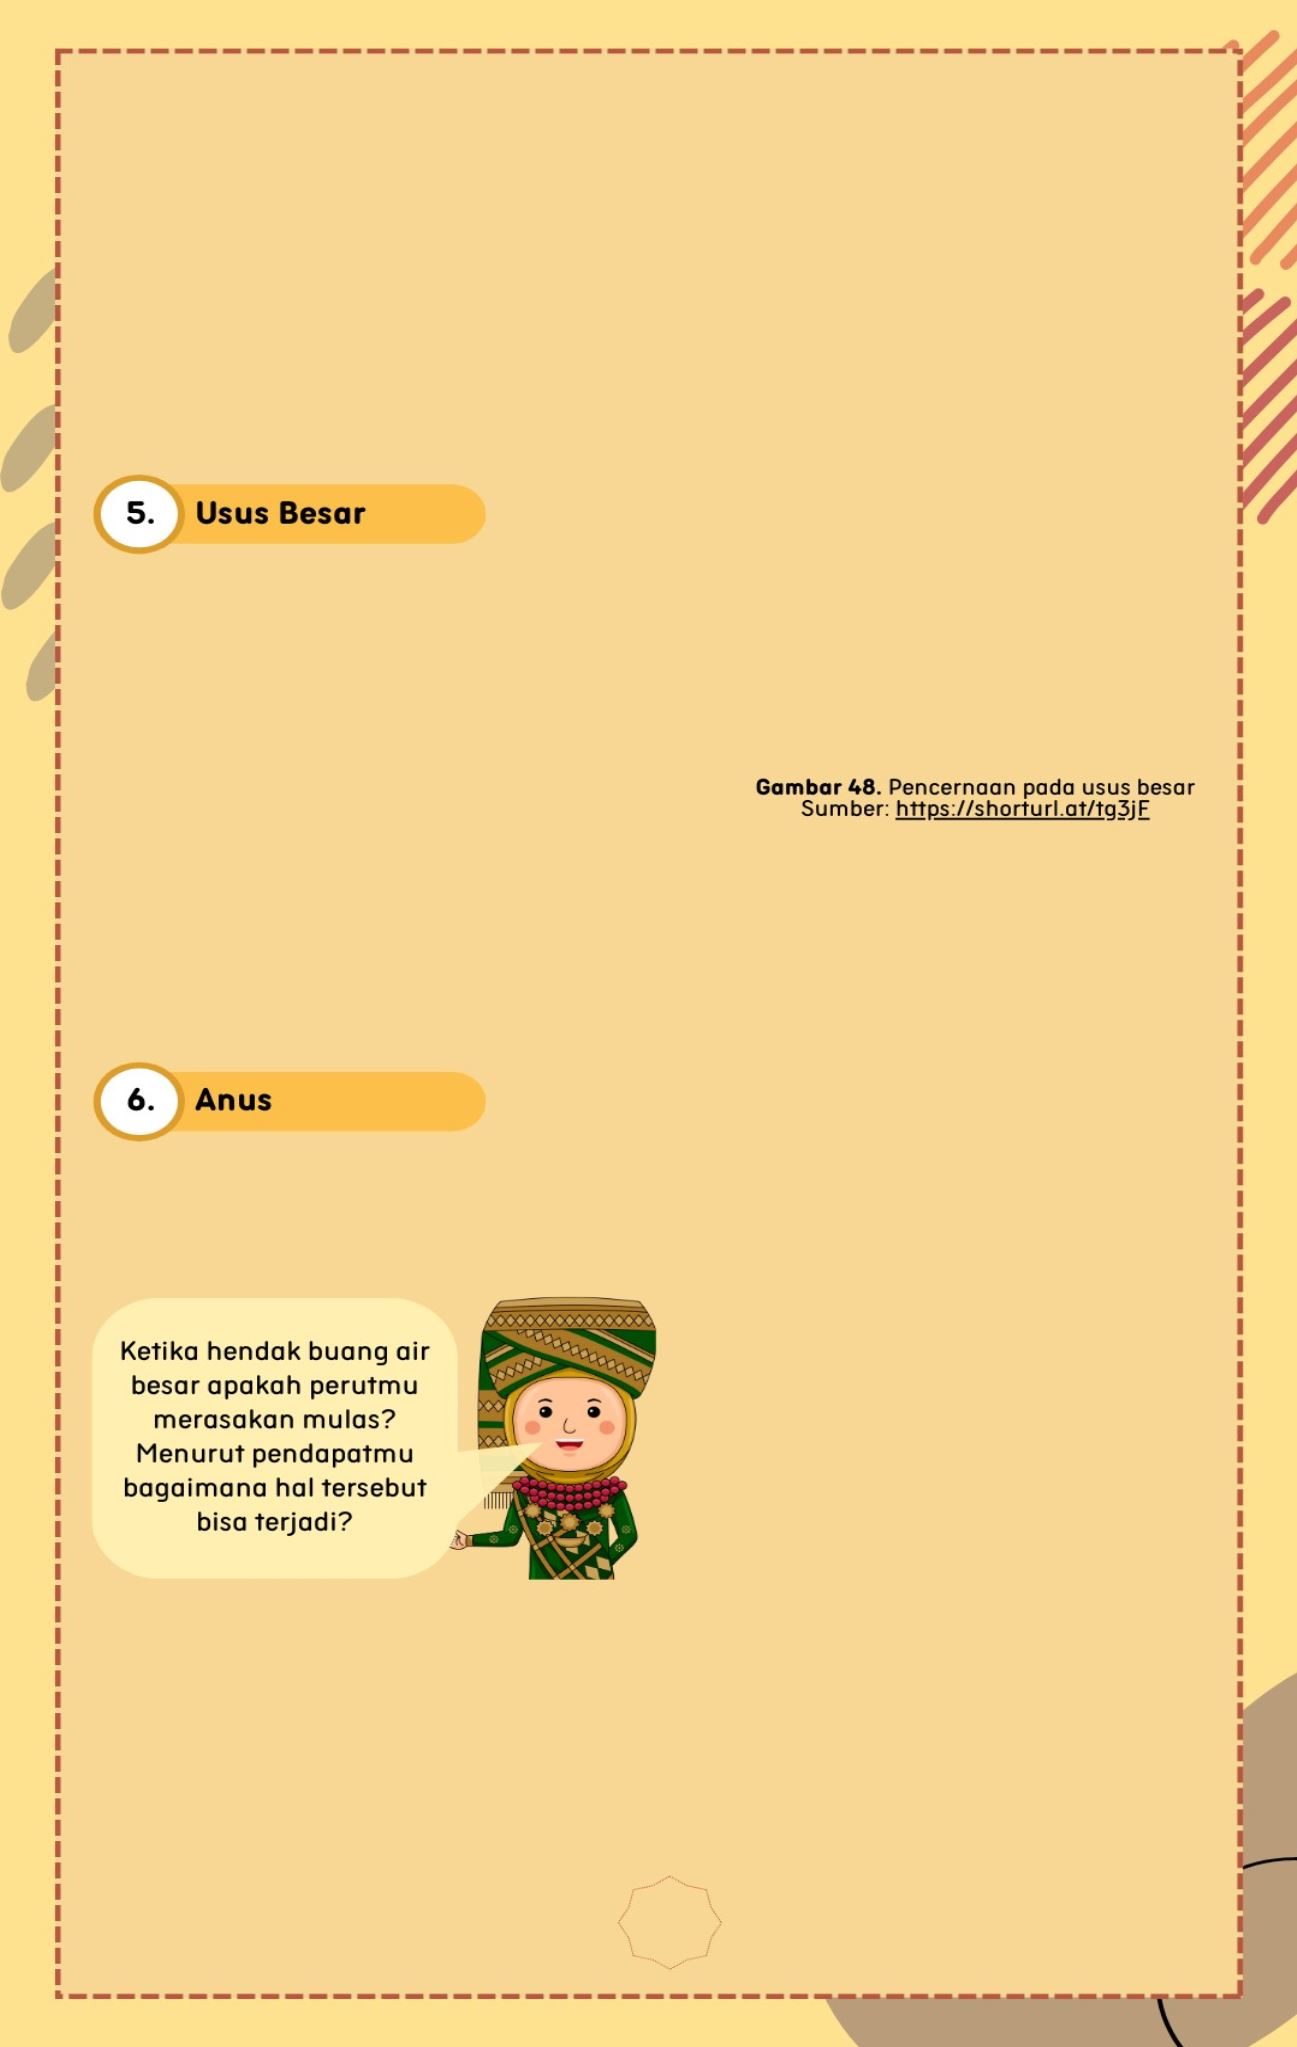 5. Usus Besar
Gambar 48. Pencernaan pada usus besar
Sumber: https://shorturl.at/tg3jF
6. Anus
Ketika hendak buang air
besar apakah perutmu
merasakan mulas?
Menurut pendapatmu
bagaimana hal tersebut
bisa terjadi?